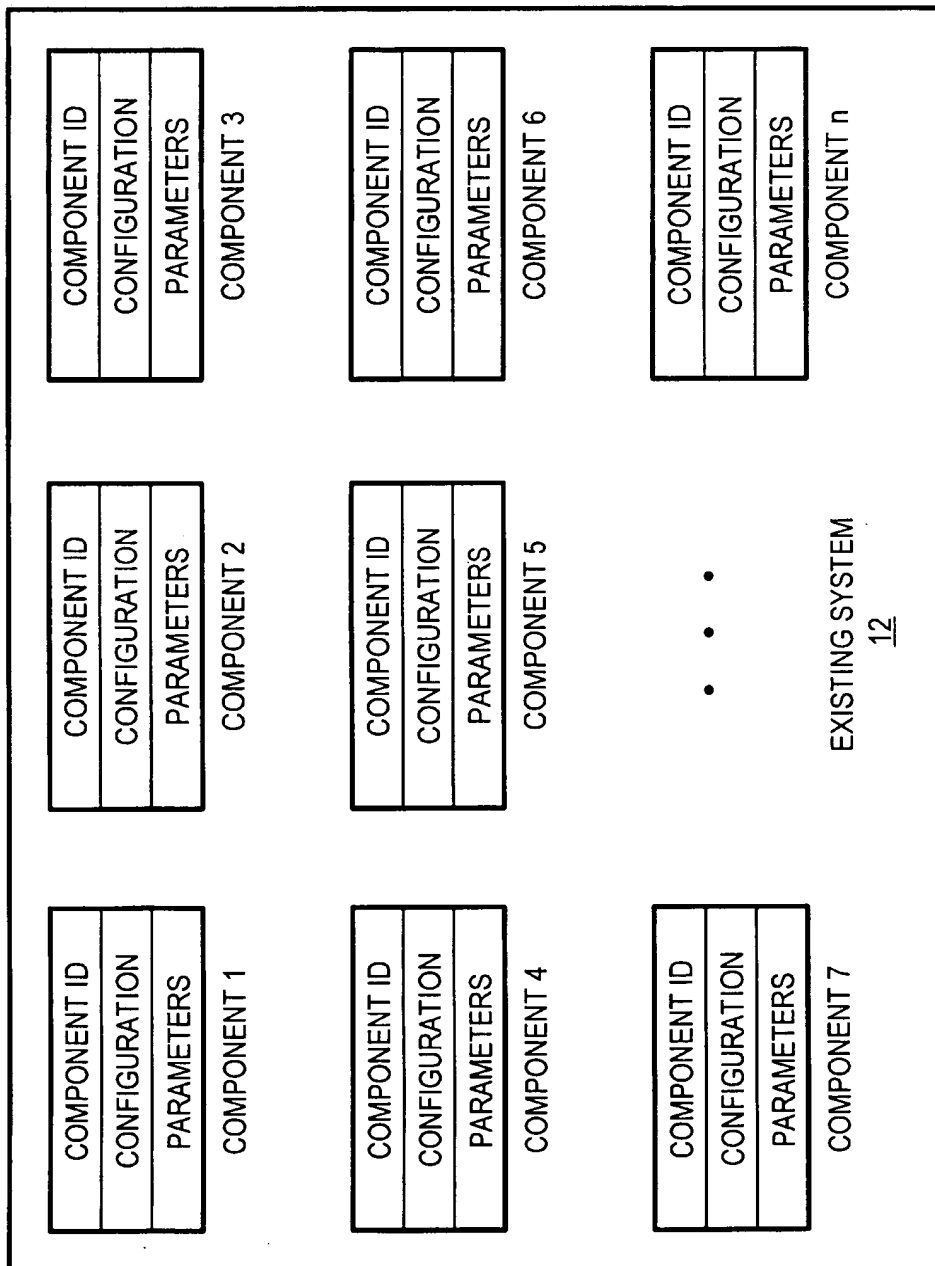 COMPONENT ID
CONFIGURATION
PARAMETERS
COMPONENT 1
COMPONENT ID
CONFIGURATION
PARAMETERS
COMPONENT 2
COMPONENT ID
CONFIGURATION
PARAMETERS
COMPONENT 3
COMPONENT ID
CONFIGURATION
PARAMETERS
COMPONENT 4
COMPONENT ID
CONFIGURATION
PARAMETERS
COMPONENT 5
COMPONENT ID
CONFIGURATION
PARAMETERS
COMPONENT 6
COMPONENT ID
CONFIGURATION
PARAMETERS
COMPONENT 7
• • •
COMPONENT ID
CONFIGURATION
PARAMETERS
COMPONENT n
EXISTING SYSTEM
12